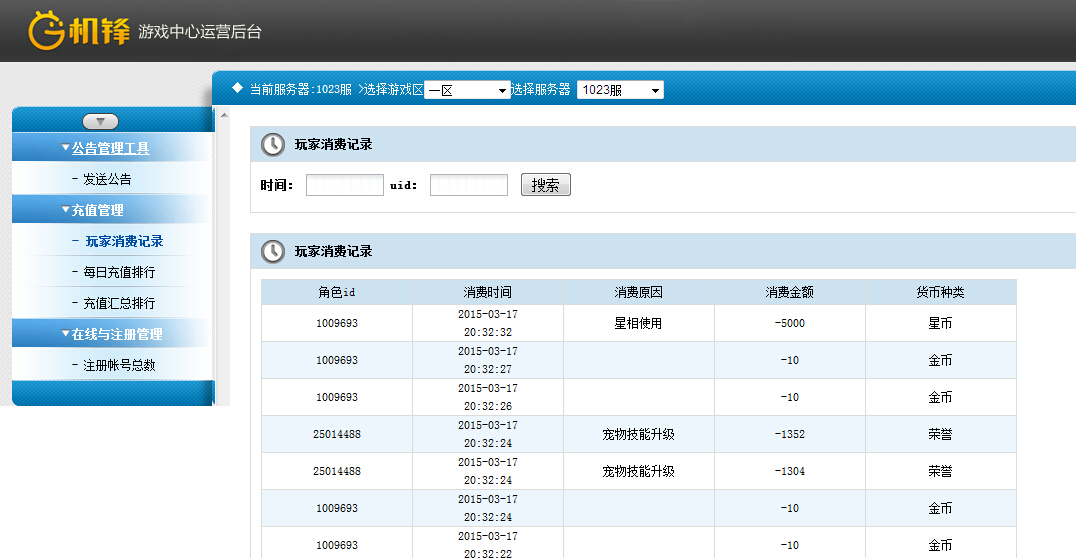 机锋 游戏中心运营后台
当前服务器:1023服 >选择游戏区 一区 选择服务器 1023服
公告管理工具
- 发送公告
充值管理
- 玩家消费记录
- 每日充值排行
- 充值汇总排行
在线与注册管理
- 注册帐号总数
玩家消费记录
时间： uid： 搜索
玩家消费记录
角色id 消费时间 消费原因 消费金额 货币种类
1009693 2015-03-17 20:32:32 星相使用 -5000 星币
1009693 2015-03-17 20:32:27 -10 金币
1009693 2015-03-17 20:32:26 -10 金币
25014488 2015-03-17 20:32:24 宠物技能升级 -1352 荣誉
25014488 2015-03-17 20:32:24 宠物技能升级 -1304 荣誉
1009693 2015-03-17 20:32:24 -10 金币
1009693 2015-03-17 20:32:22 -10 金币